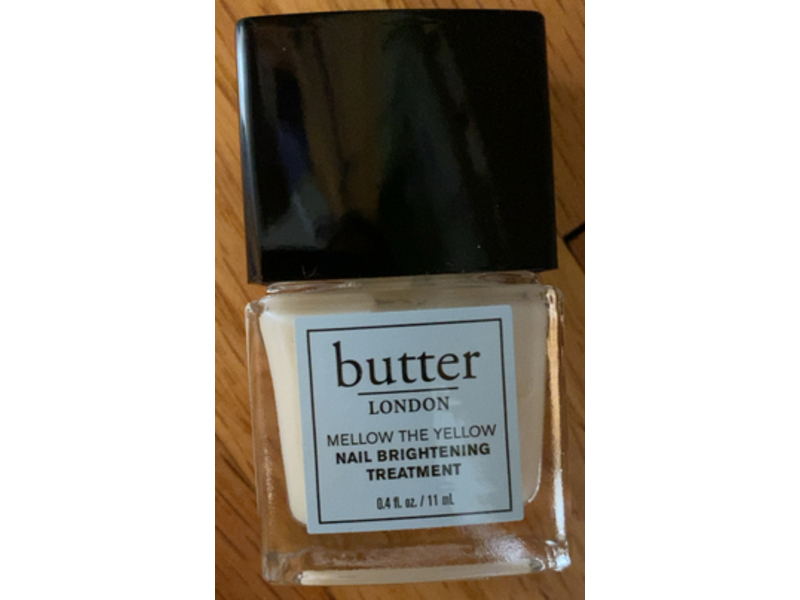 butter
LONDON
MELLOW THE YELLOW
NAIL BRIGHTENING
TREATMENT
0.4 fl. oz. / 11 mL